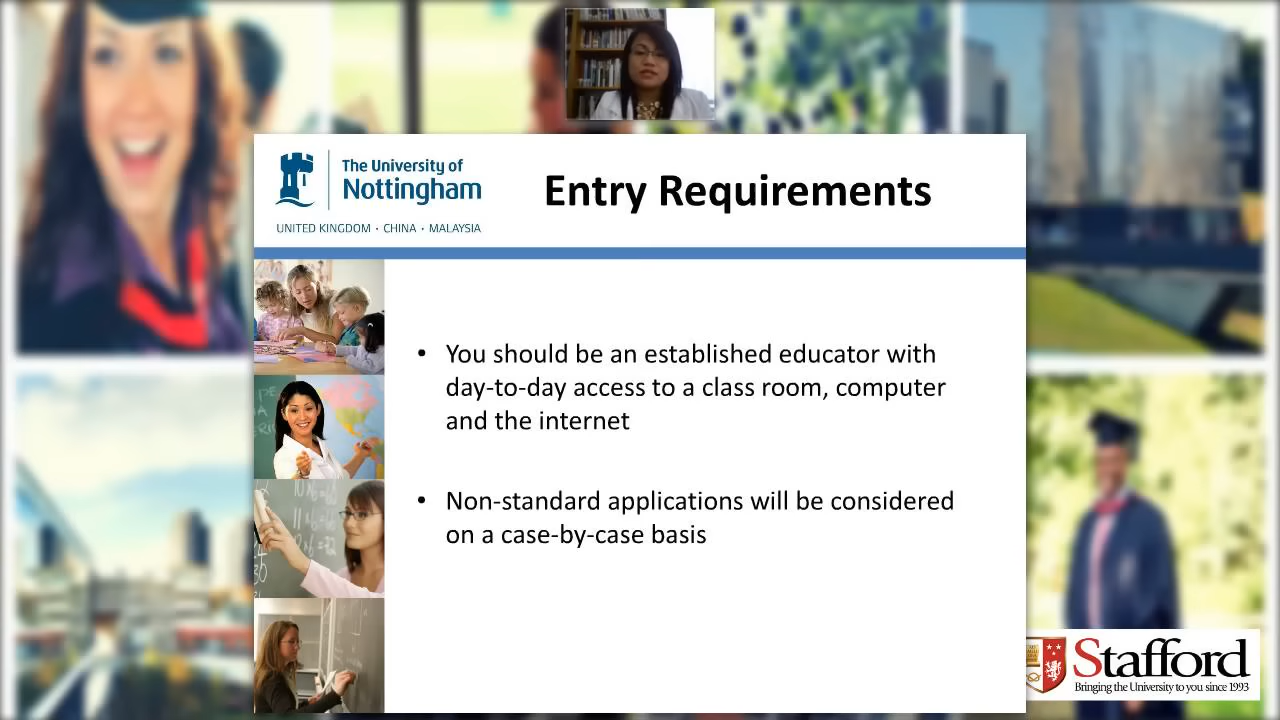 The University of
Nottingham
UNITED KINGDOM · CHINA · MALAYSIA
Entry Requirements
• You should be an established educator with
day-to-day access to a class room, computer
and the internet
• Non-standard applications will be considered
on a case-by-case basis
Stafford
Bringing the University to you since 1993